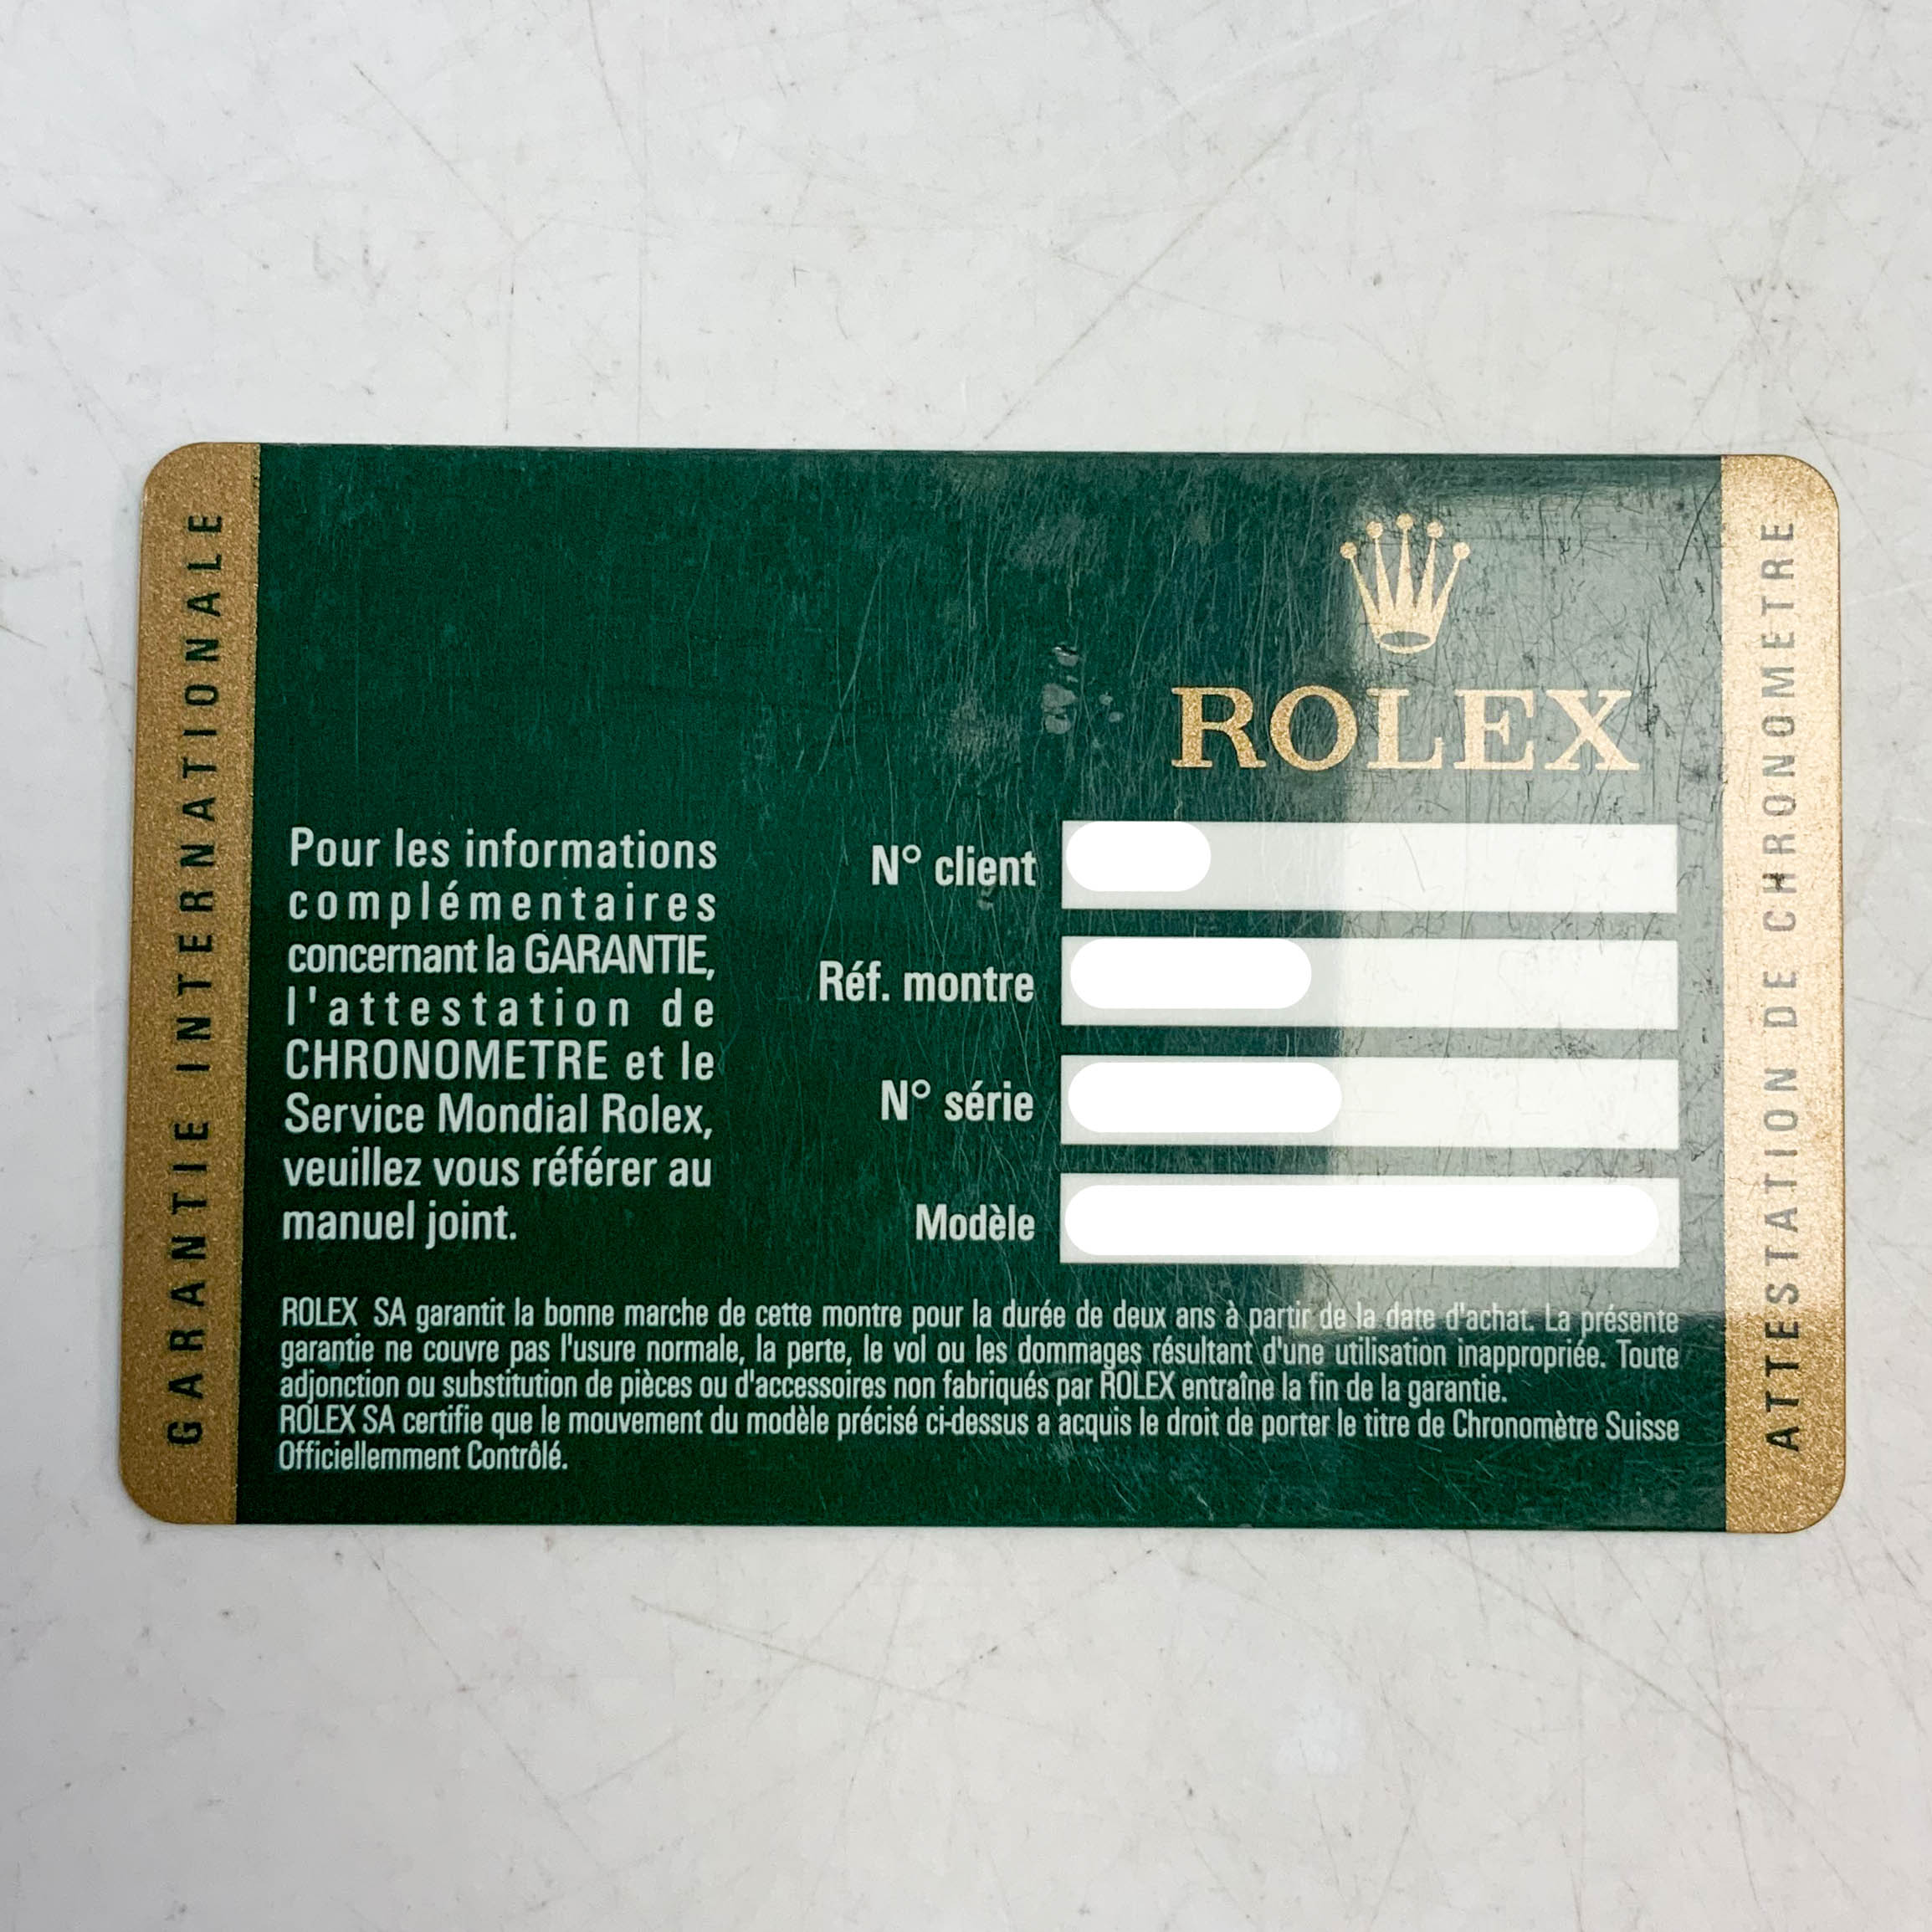 GARANTIE INTERNATIONALE
ROLEX
Pour les informations
complémentaires
concernant la GARANTIE,
l'attestation de
CHRONOMETRE et le
Service Mondial Rolex,
veuillez vous référer au
manuel joint.
N° client
Réf. montre
N° série
Modèle
ROLEX SA garantit la bonne marche de cette montre pour la durée de deux ans à partir de la date d'achat. La présente
garantie ne couvre pas l'usure normale, la perte, le vol ou les dommages résultant d'une utilisation inappropriée. Toute
adjonction ou substitution de pièces ou d'accessoires non fabriqués par ROLEX entraîne la fin de la garantie.
ROLEX SA certifie que le mouvement du modèle précisé ci-dessus a acquis le droit de porter le titre de Chronomètre Suisse
Officiellemment Contrôlé.
ATTESTATION DE CHRONOMETRE